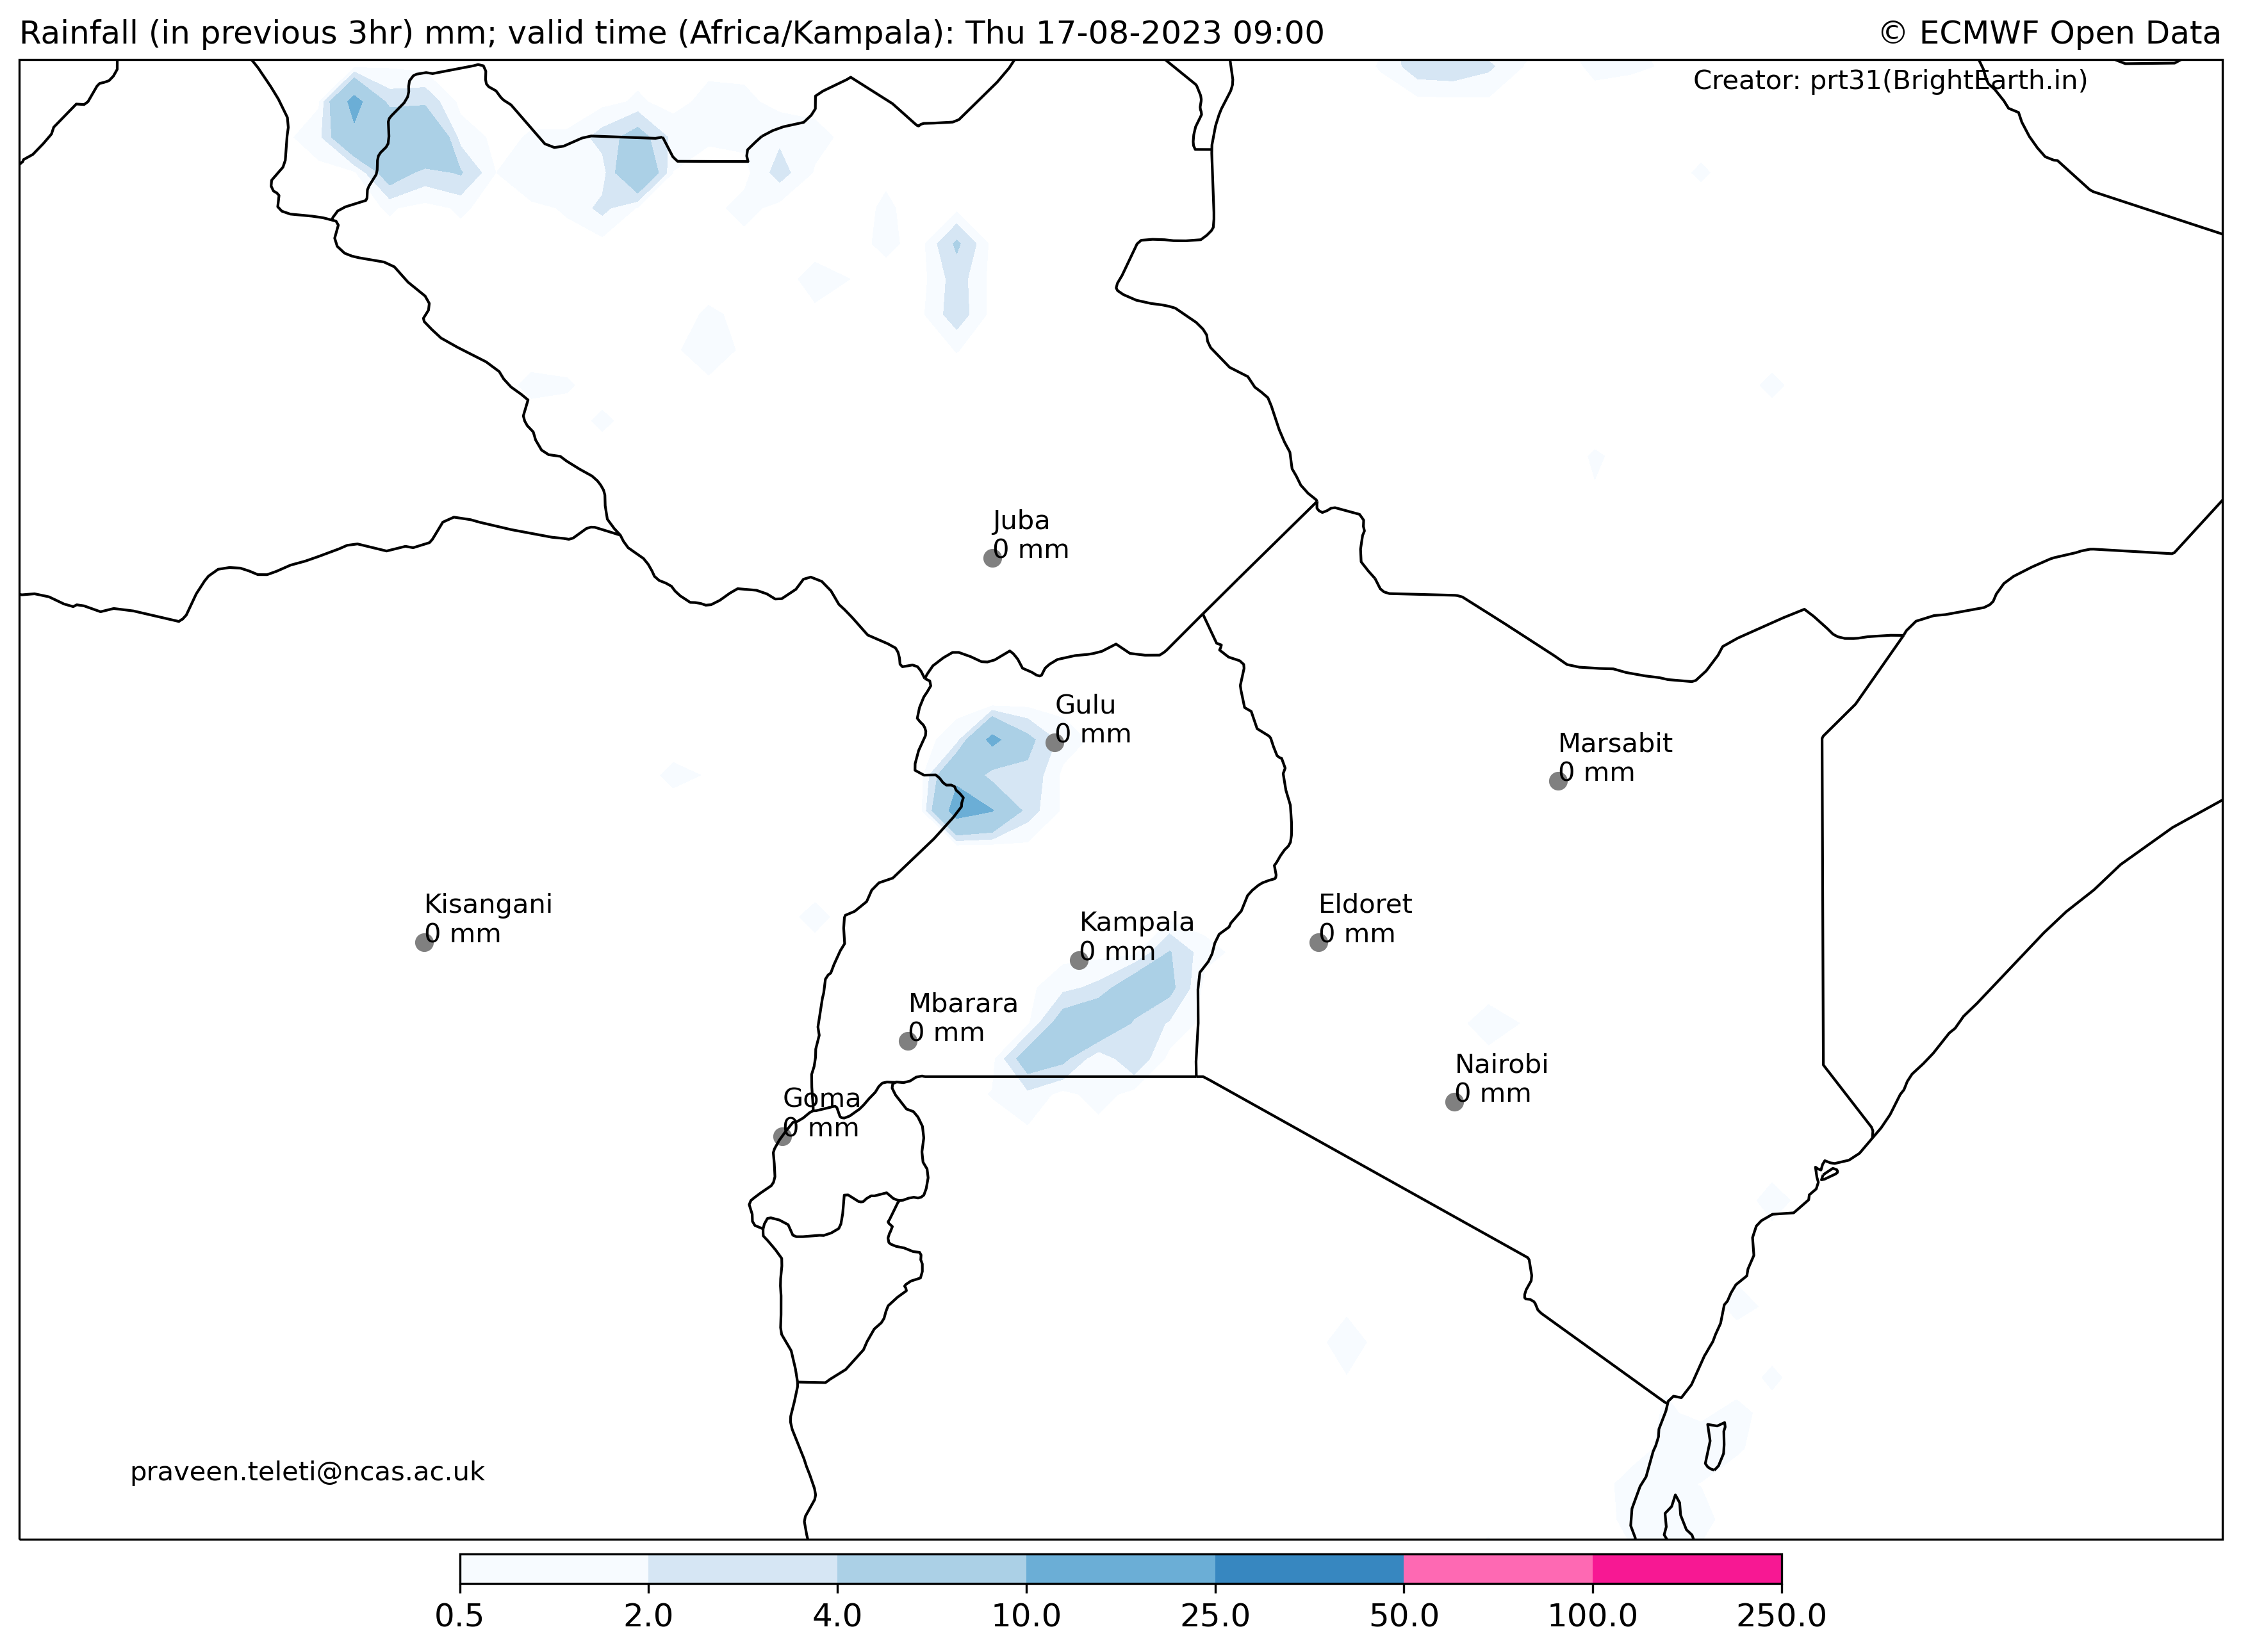 Rainfall (in previous 3hr) mm; valid time (Africa/Kampala): Thu 17-08-2023 09:00
© ECMWF Open Data
Creator: prt31(BrightEarth.in)
Juba
0 mm
Gulu
0 mm
Marsabit
0 mm
Kisangani
0 mm
Kampala
0 mm
Eldoret
0 mm
Mbarara
0 mm
Nairobi
0 mm
Goma
0 mm
praveen.teleti@ncas.ac.uk
0.5 2.0 4.0 10.0 25.0 50.0 100.0 250.0